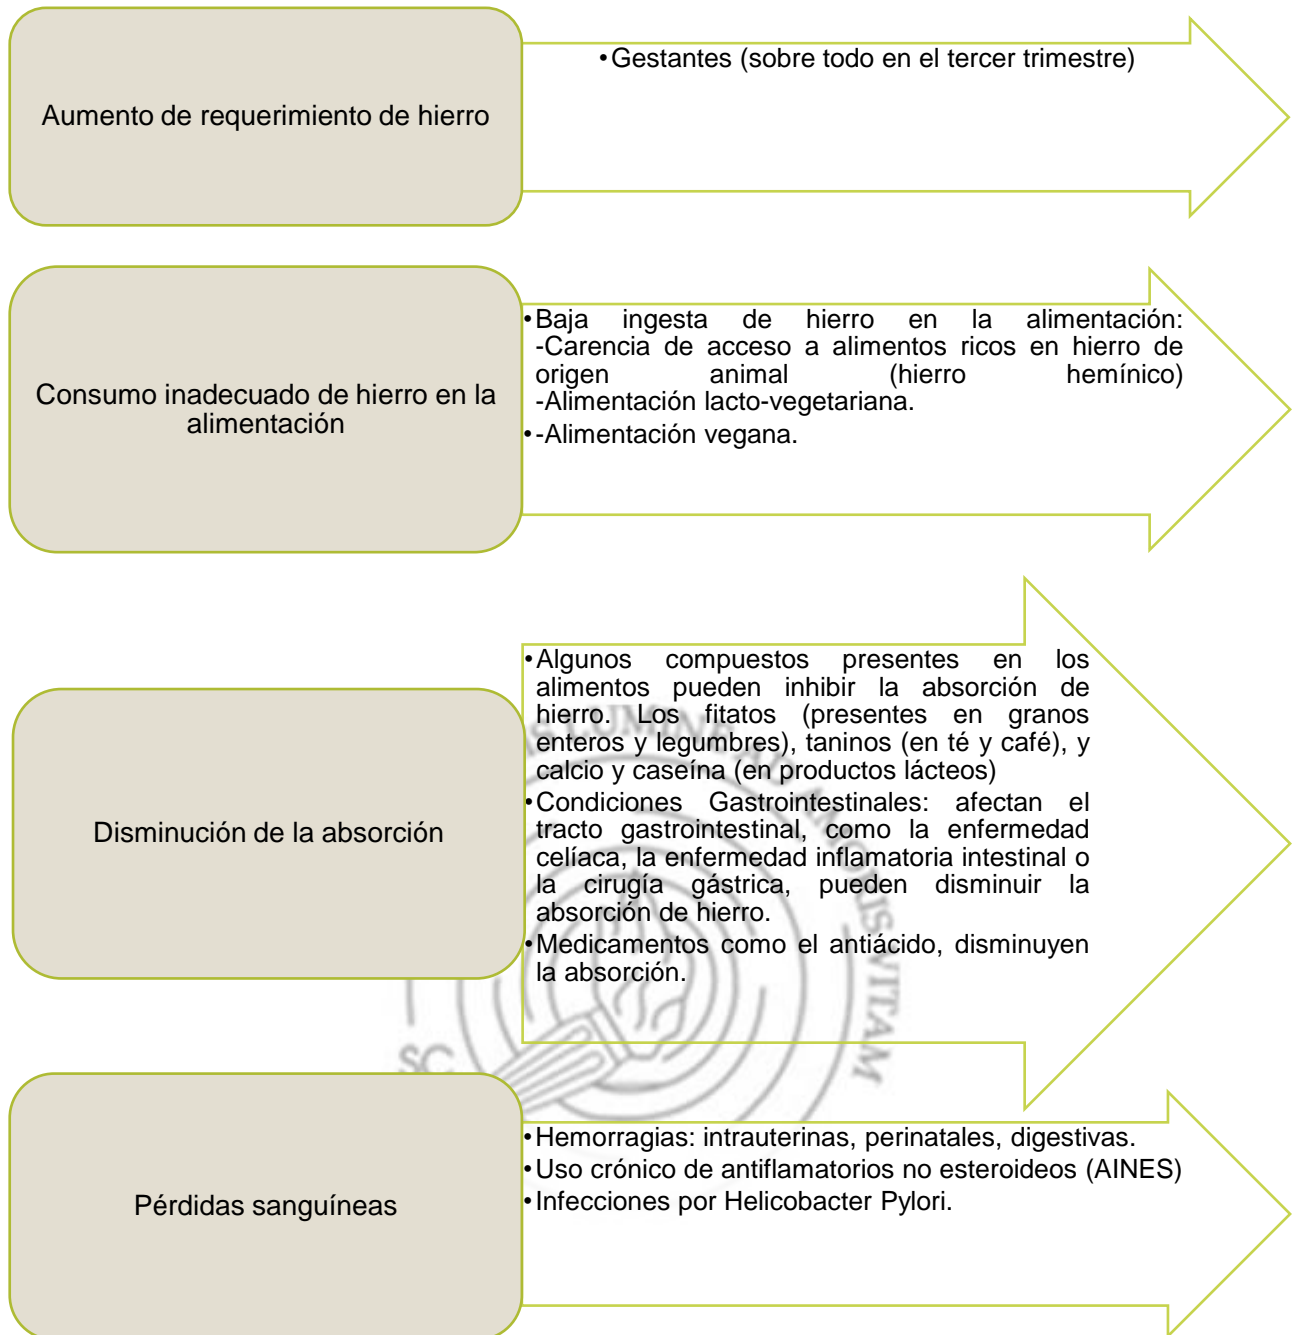 Aumento de requerimiento de hierro
•Gestantes (sobre todo en el tercer trimestre)
Consumo inadecuado de hierro en la
alimentación
•Baja ingesta de hierro en la alimentación:
-Carencia de acceso a alimentos ricos en hierro de
origen animal (hierro hemínico)
-Alimentación lacto-vegetariana.
•-Alimentación vegana.
Disminución de la absorción
•Algunos compuestos presentes en los
alimentos pueden inhibir la absorción de
hierro. Los fitatos (presentes en granos
enteros y legumbres), taninos (en té y café), y
calcio y caseína (en productos lácteos)
•Condiciones Gastrointestinales: afectan el
tracto gastrointestinal, como la enfermedad
celíaca, la enfermedad inflamatoria intestinal o
la cirugía gástrica, pueden disminuir la
absorción de hierro.
•Medicamentos como el antiácido, disminuyen
la absorción.
Pérdidas sanguíneas
•Hemorragias: intrauterinas, perinatales, digestivas.
•Uso crónico de antiflamatorios no esteroideos (AINES)
•Infecciones por Helicobacter Pylori.
LUMINE AD AMORIS VITAM
SC